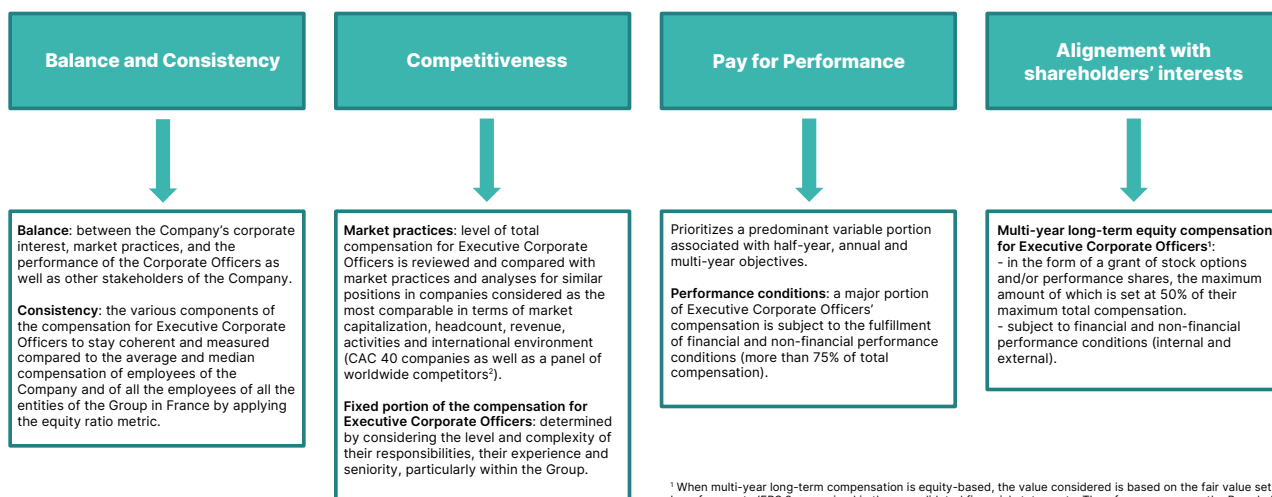 Balance and Consistency
Balance: between the Company's corporate
interest, market practices, and the
performance of the Corporate Officers as
well as other stakeholders of the Company.
Consistency: the various components of
the compensation for Executive Corporate
Officers to stay coherent and measured
compared to the average and median
compensation of employees of the
Company and of all the employees of all the
entities of the Group in France by applying
the equity ratio metric.
Competitiveness
Market practices: level of total
compensation for Executive Corporate
Officers is reviewed and compared with
market practices and analyses for similar
positions in companies considered as the
most comparable in terms of market
capitalization, headcount, revenue,
activities and international environment
(CAC 40 companies as well as a panel of
worldwide competitors²).
Fixed portion of the compensation for
Executive Corporate Officers: determined
by considering the level and complexity of
their responsibilities, their experience and
seniority, particularly within the Group.
Pay for Performance
Prioritizes a predominant variable portion
associated with half-year, annual and
multi-year objectives.
Performance conditions: a major portion
of Executive Corporate Officers'
compensation is subject to the fulfillment
of financial and non-financial performance
conditions (more than 75% of total
compensation).
Alignement with
shareholders' interests
Multi-year long-term equity compensation
for Executive Corporate Officers¹:
- in the form of a grant of stock options
and/or performance shares, the maximum
amount of which is set at 50% of their
maximum total compensation.
- subject to financial and non-financial
performance conditions (internal and
external).
¹ When multi-year long-term compensation is equity-based, the value considered is based on the fair value set